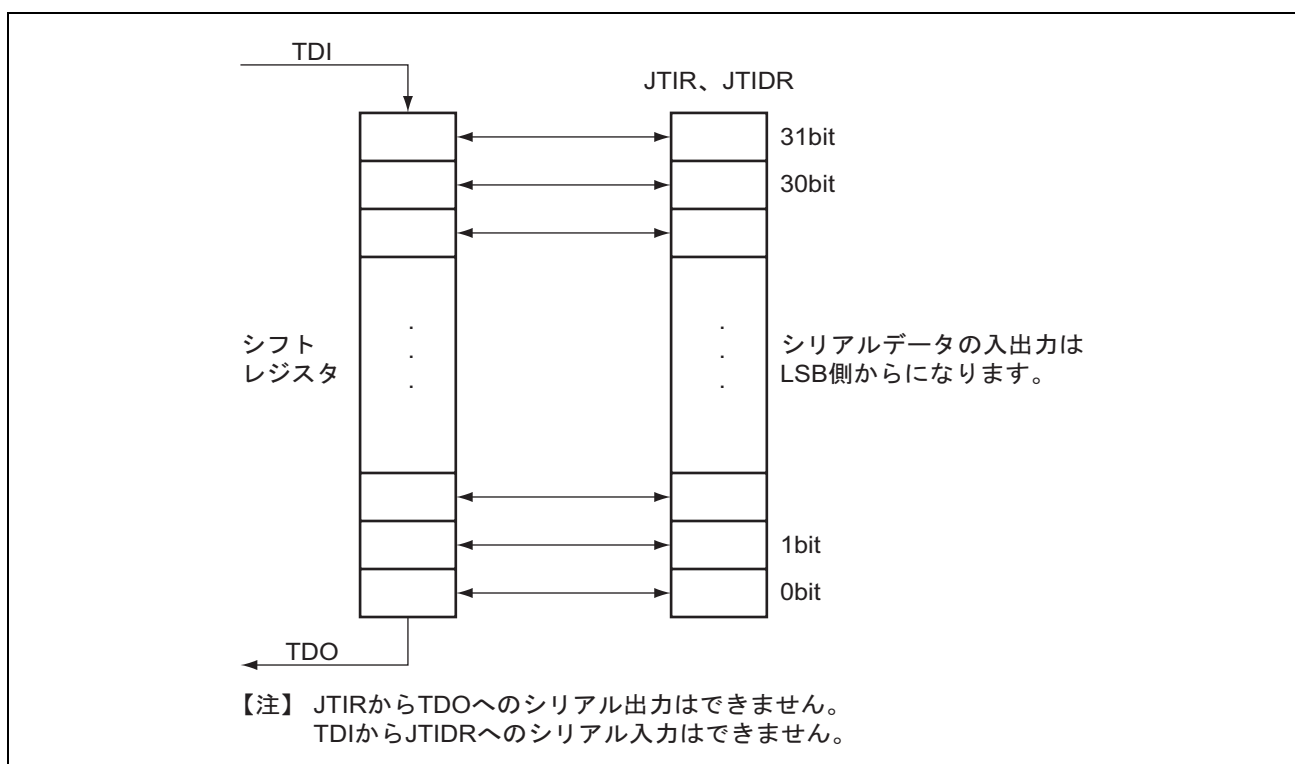 TDI
JTIR、JTIDR
31bit
30bit
シフト
レジスタ
シリアルデータの入出力は
LSB側からになります。
1bit
0bit
TDO
【注】 JTIRからTDOへのシリアル出力はできません。
TDIからJTIDRへのシリアル入力はできません。